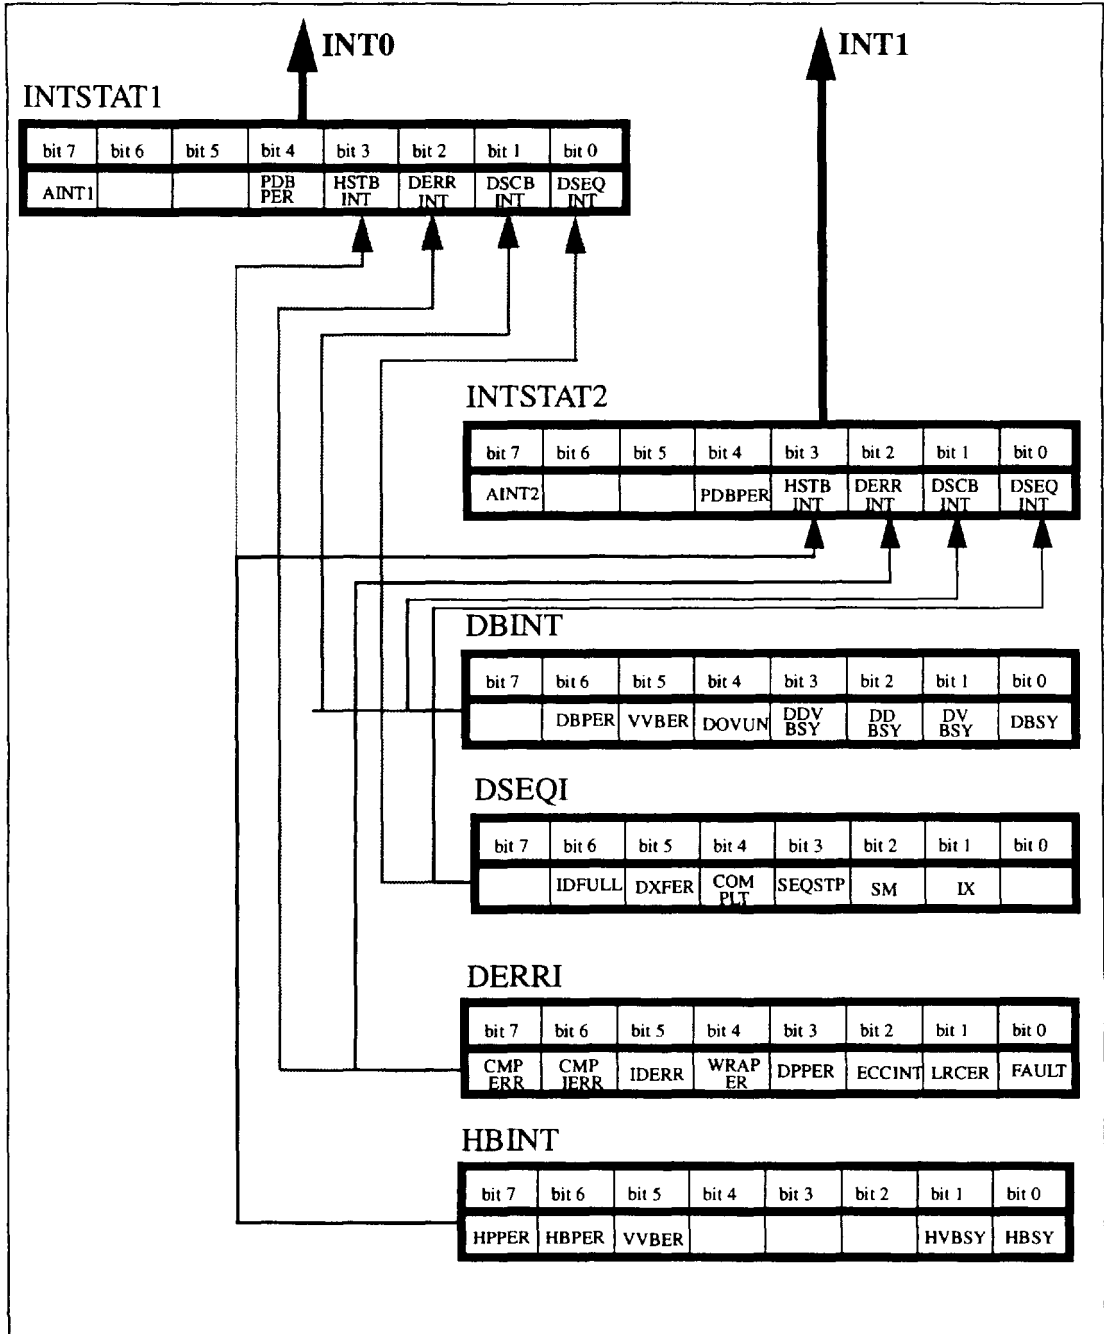 INT0 INT1
INTSTAT1
bit 7 bit 6 bit 5 bit 4 bit 3 bit 2 bit 1 bit 0
AINT1 PDB PER HSTB INT DERR INT DSCB INT DSEQ INT
INTSTAT2
bit 7 bit 6 bit 5 bit 4 bit 3 bit 2 bit 1 bit 0
AINT2 PDBPER HSTB INT DERR INT DSCB INT DSEQ INT
DBINT
bit 7 bit 6 bit 5 bit 4 bit 3 bit 2 bit 1 bit 0
DBPER VVBER DOVUN DDV BSY DD BSY DV BSY DBSY
DSEQI
bit 7 bit 6 bit 5 bit 4 bit 3 bit 2 bit 1 bit 0
IDFULL DXFER COM PLT SEQSTP SM IX
DERRI
bit 7 bit 6 bit 5 bit 4 bit 3 bit 2 bit 1 bit 0
CMP ERR CMP IERR IDERR WRAP ER DPPER ECCINT LRCER FAULT
HBINT
bit 7 bit 6 bit 5 bit 4 bit 3 bit 2 bit 1 bit 0
HPPER HBPER VVBER HVBSY HBSY